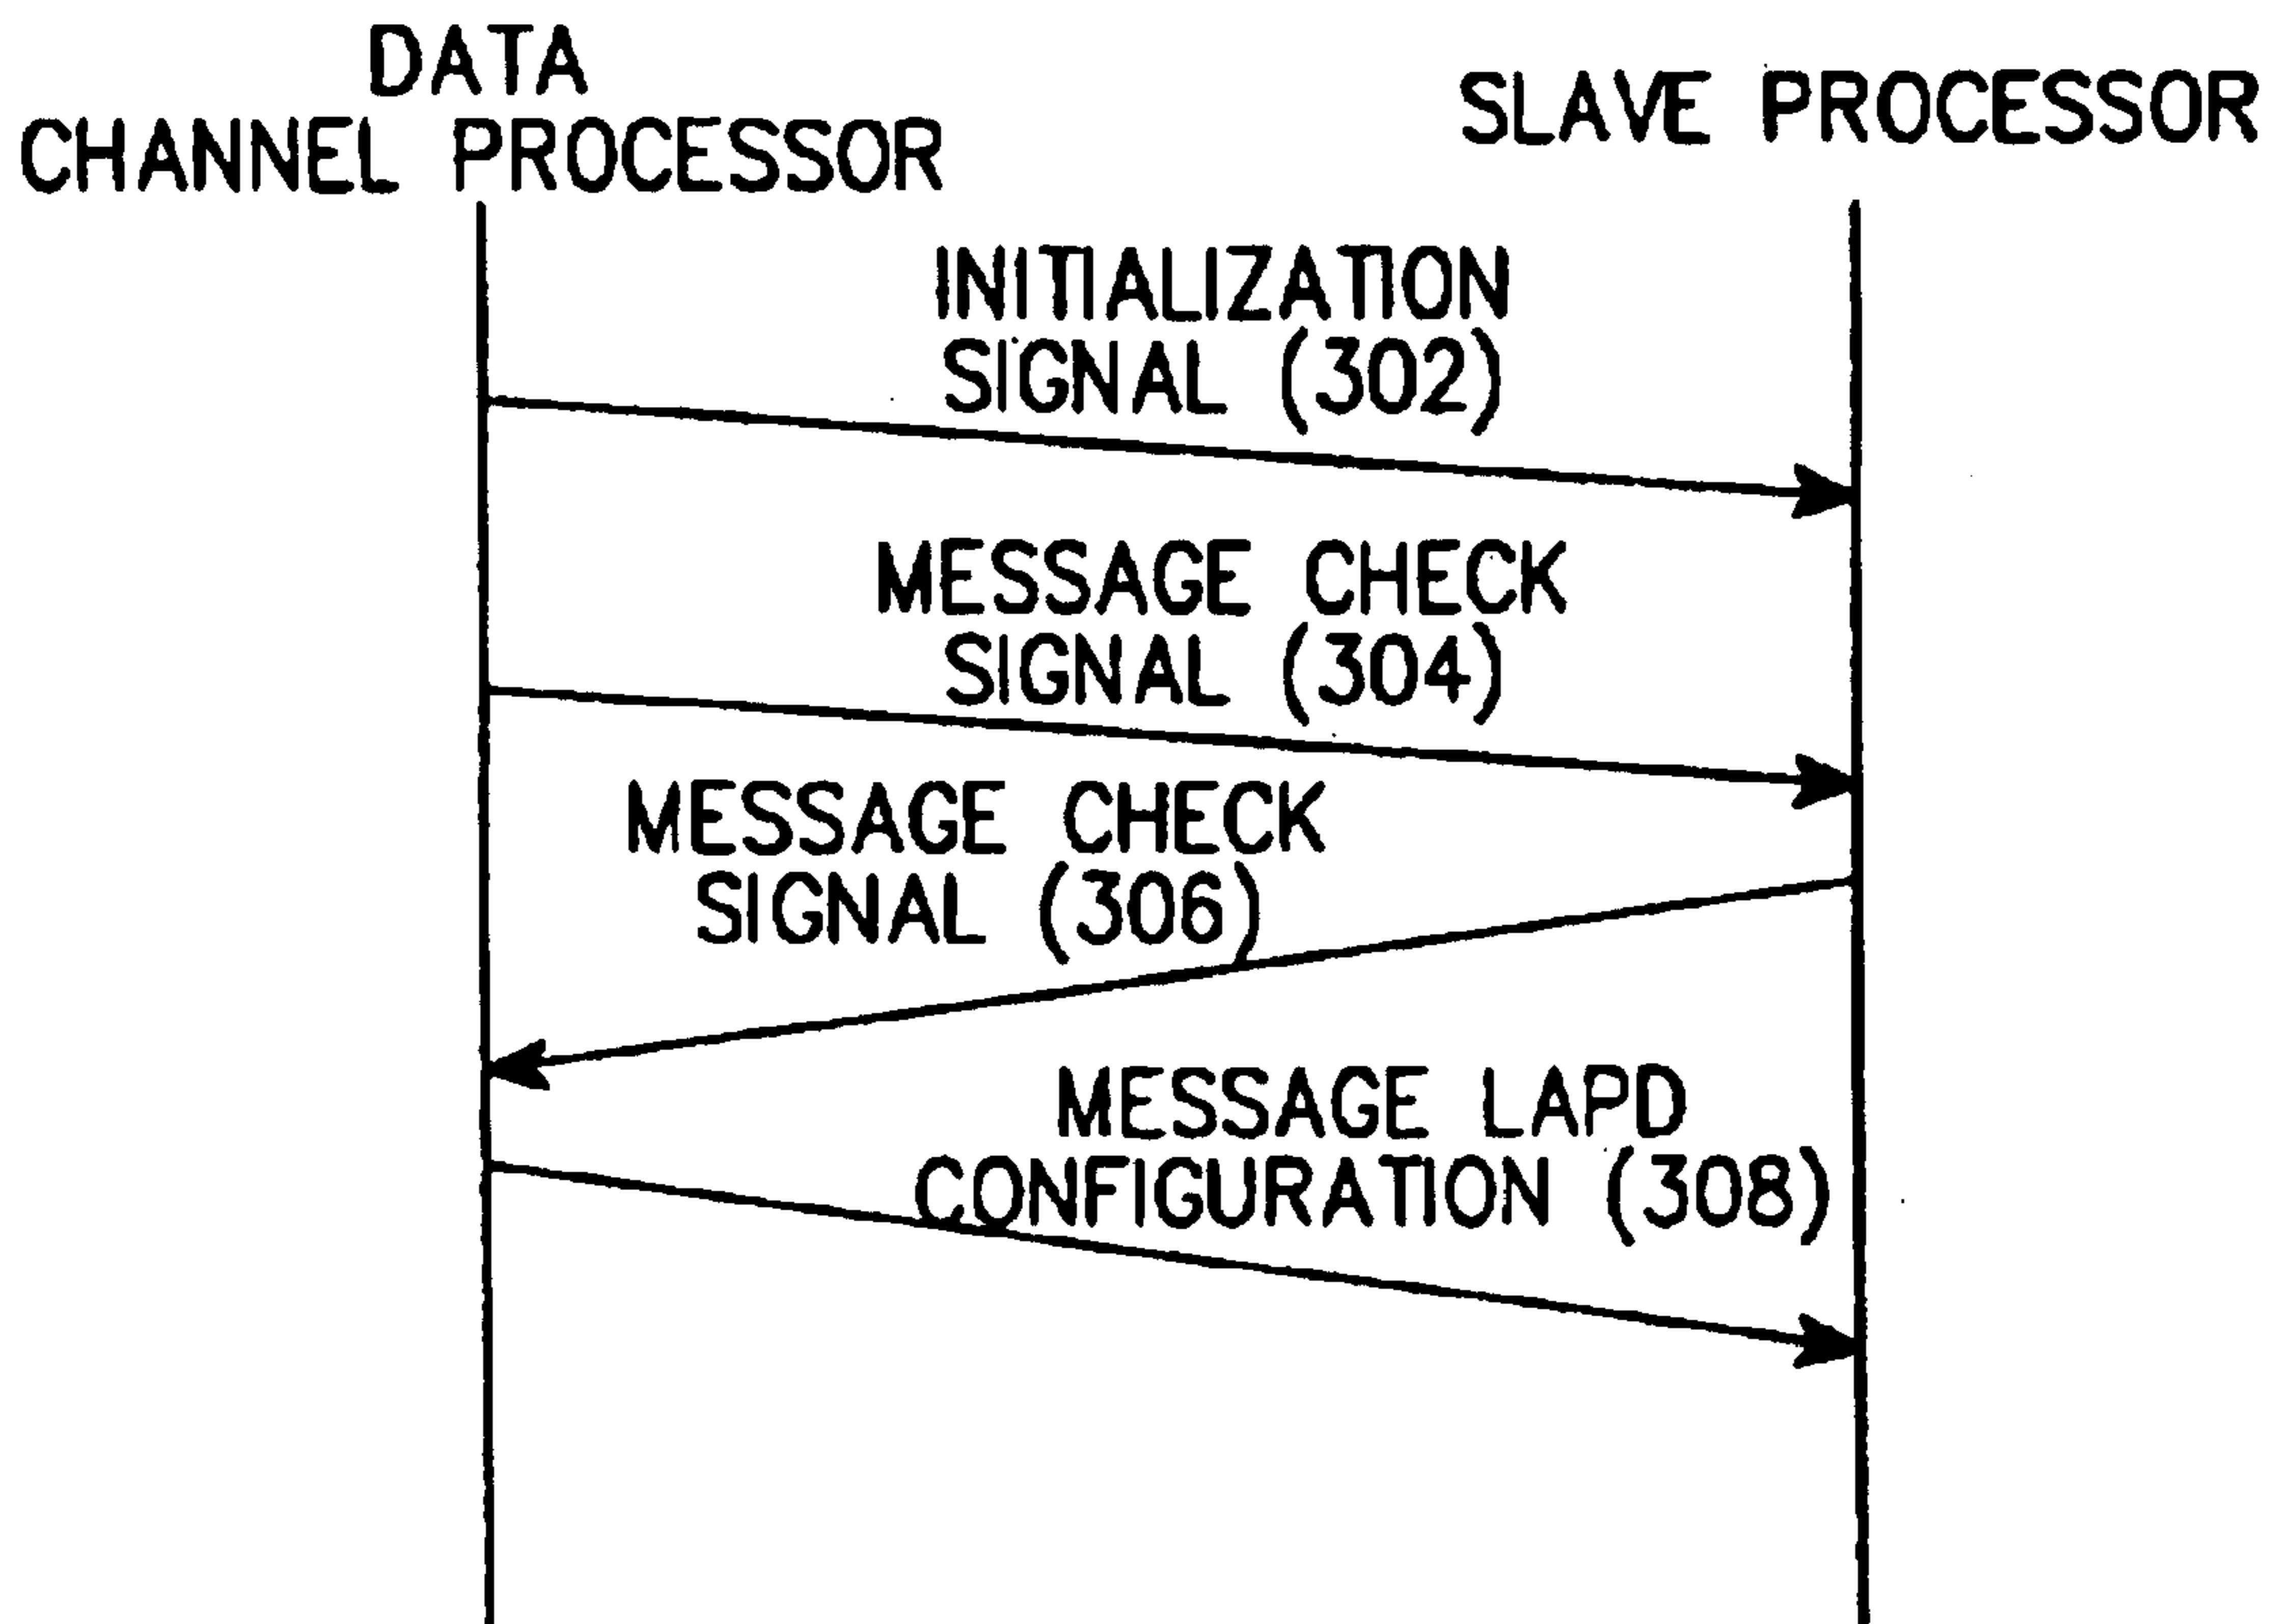 DATA
CHANNEL PROCESSOR
SLAVE PROCESSOR
INITIALIZATION
SIGNAL (302)
MESSAGE CHECK
SIGNAL (304)
MESSAGE CHECK
SIGNAL (306)
MESSAGE LAPD
CONFIGURATION (308)